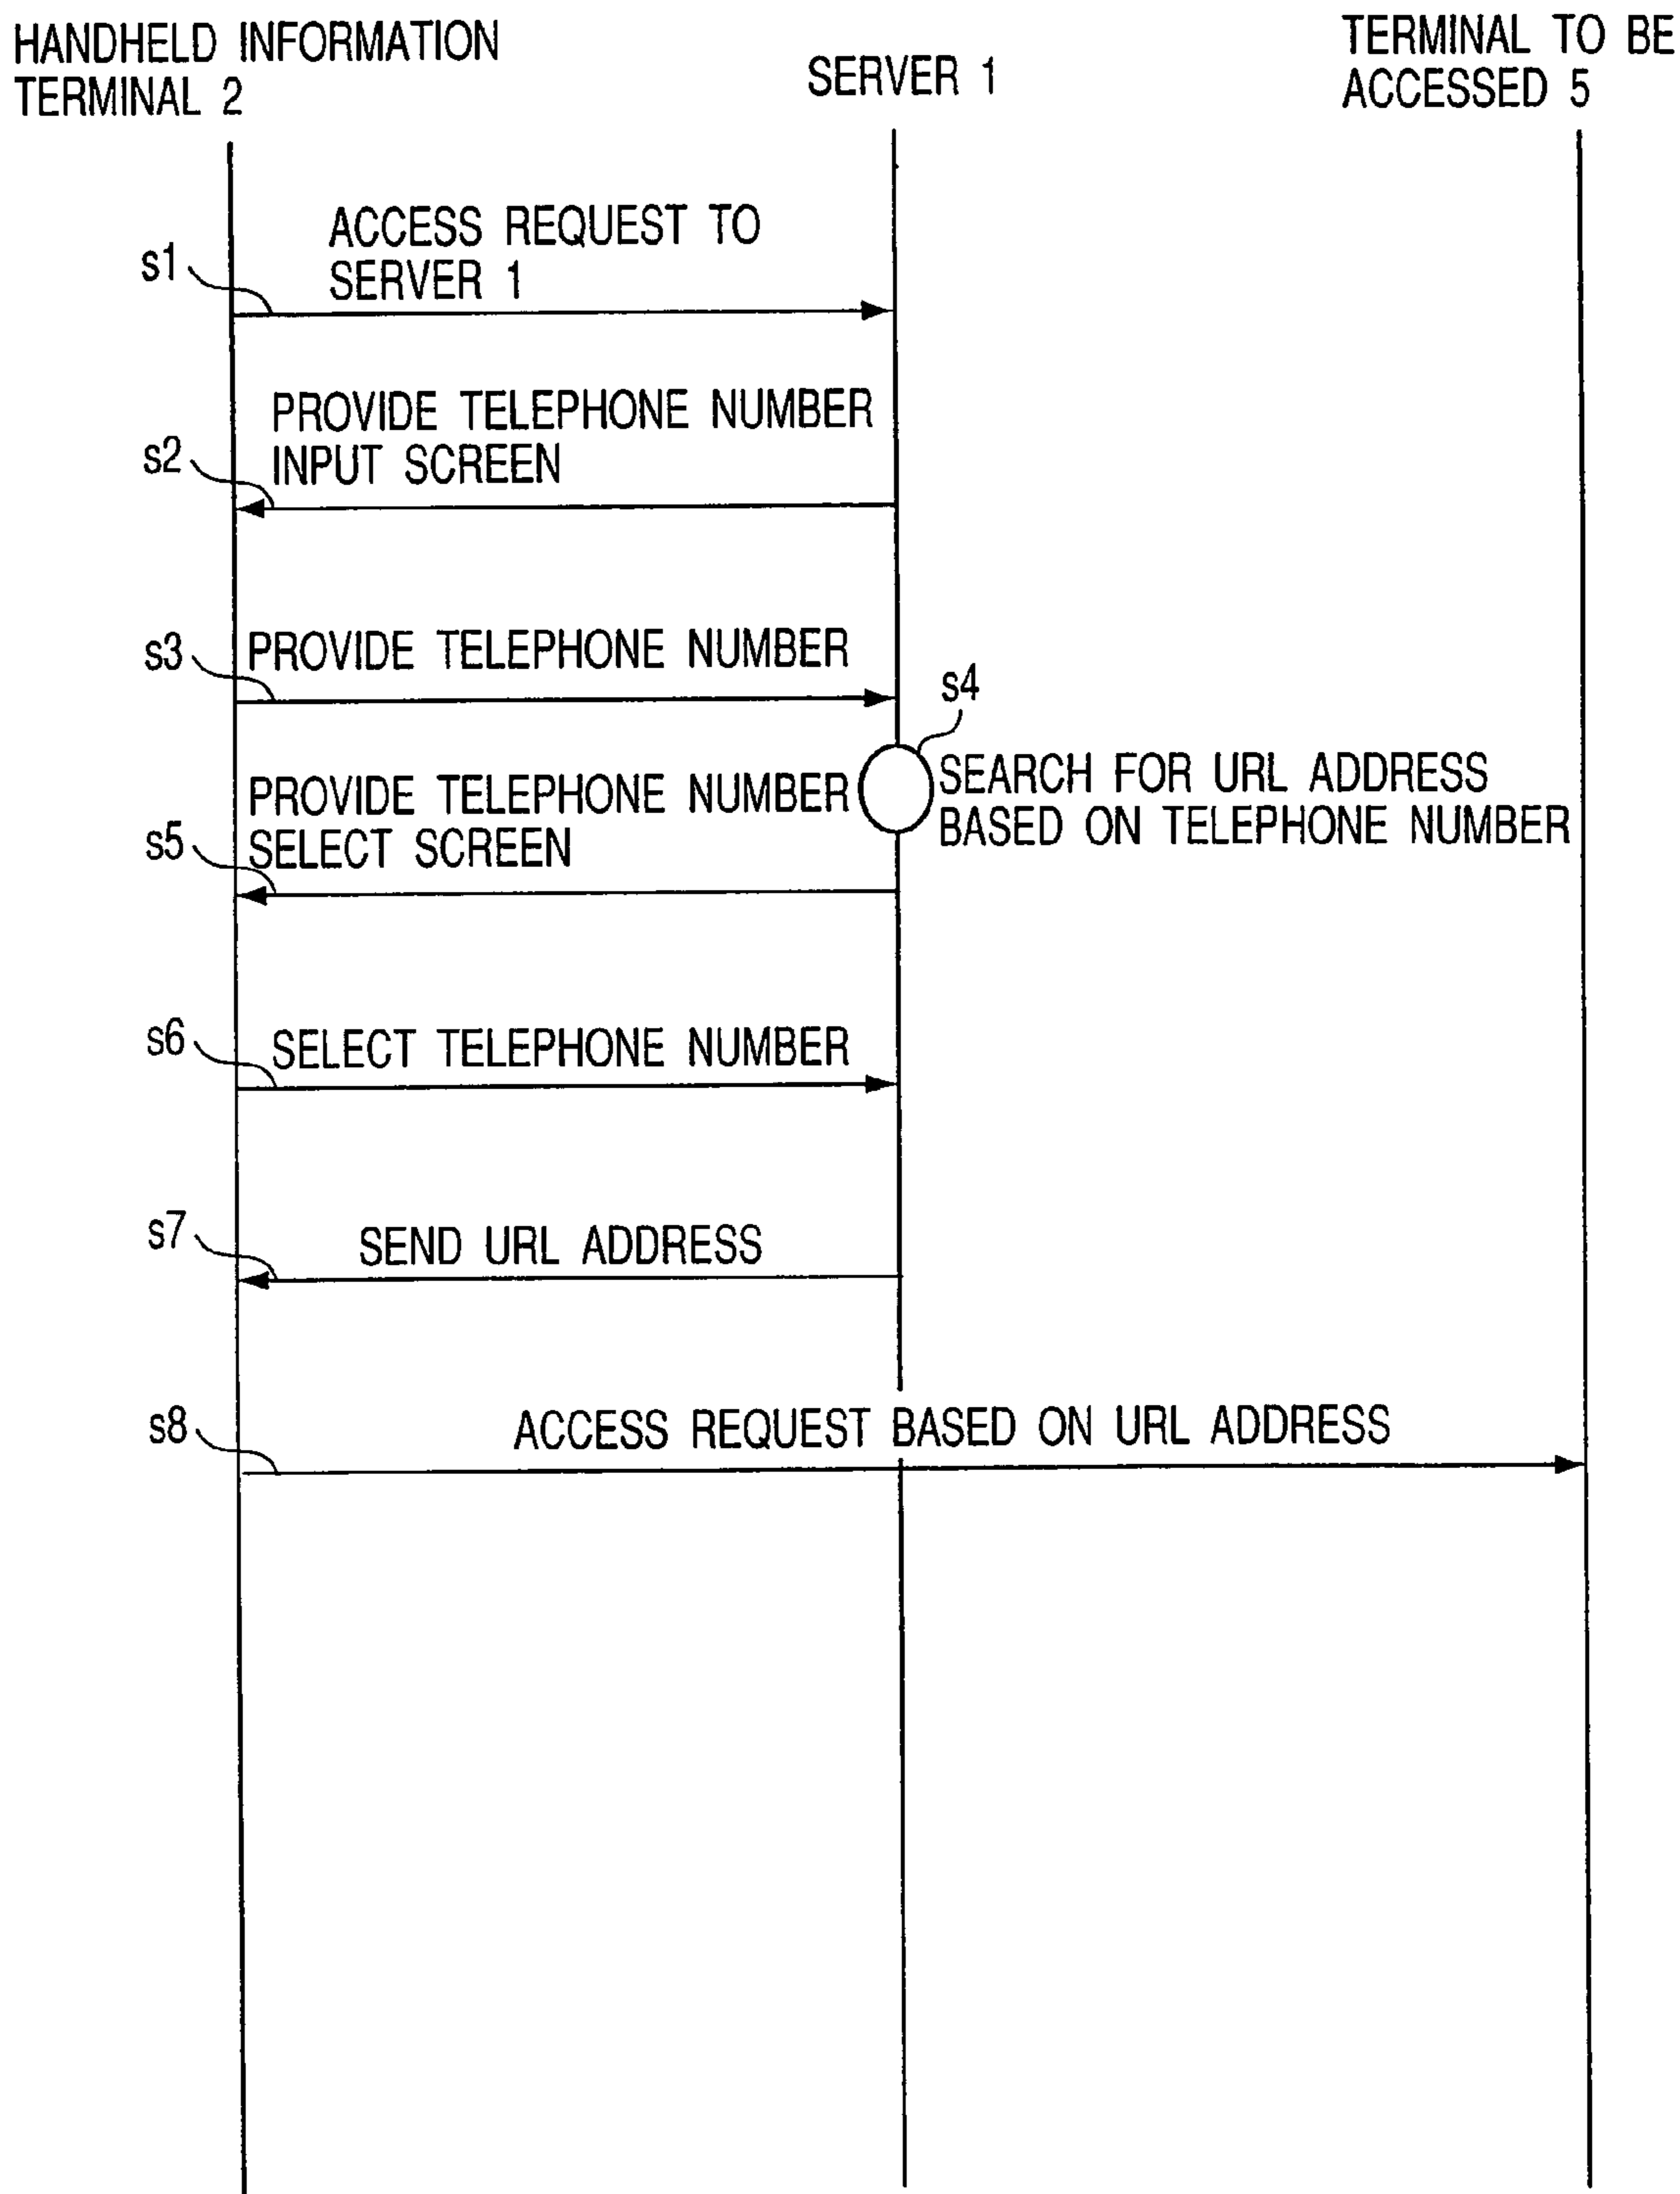 HANDHELD INFORMATION
TERMINAL 2
SERVER 1
TERMINAL TO BE
ACCESSED 5
s1
ACCESS REQUEST TO
SERVER 1
s2
PROVIDE TELEPHONE NUMBER
INPUT SCREEN
s3
PROVIDE TELEPHONE NUMBER
s4
SEARCH FOR URL ADDRESS
BASED ON TELEPHONE NUMBER
s5
PROVIDE TELEPHONE NUMBER
SELECT SCREEN
s6
SELECT TELEPHONE NUMBER
s7
SEND URL ADDRESS
s8
ACCESS REQUEST BASED ON URL ADDRESS